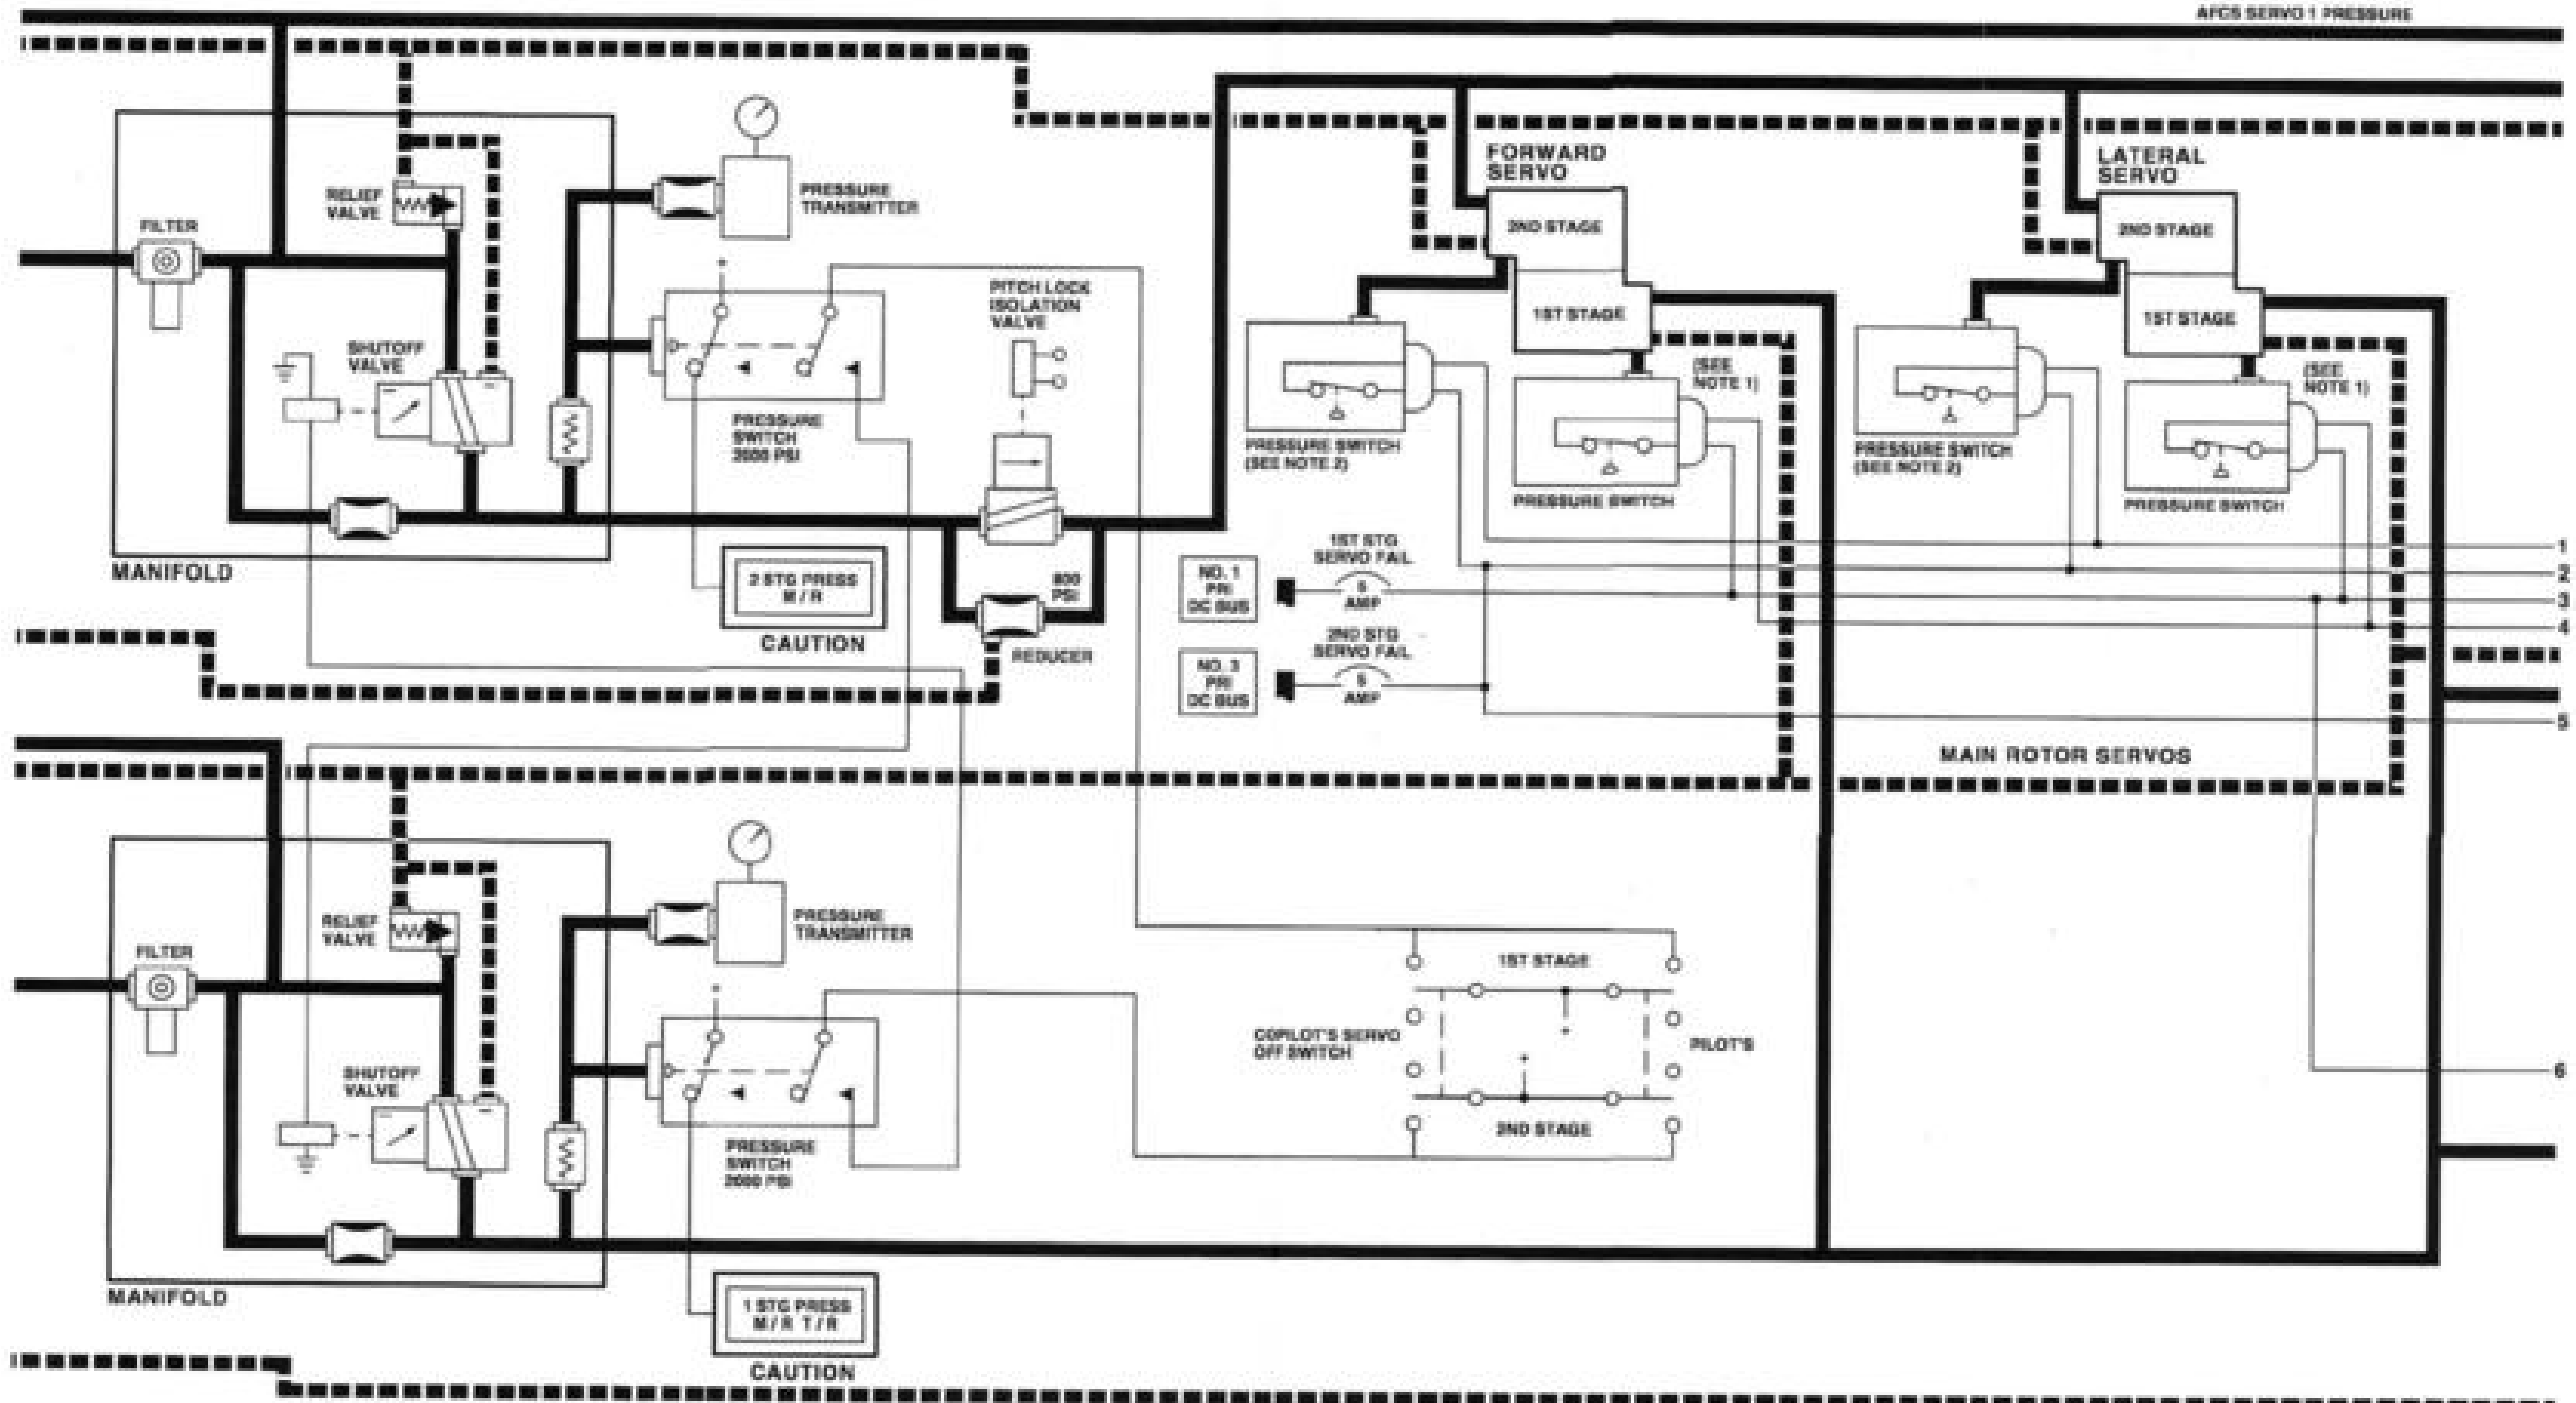 AFCS SERVO 1 PRESSURE
FORWARD
SERVO
LATERAL
SERVO
RELIEF
VALVE
PRESSURE
TRANSMITTER
FILTER
2ND STAGE
2ND STAGE
PITCH LOCK
ISOLATION
VALVE
1ST STAGE
1ST STAGE
SHUTOFF
VALVE
(SEE
NOTE 1)
(SEE
NOTE 1)
PRESSURE
SWITCH
2000 PSI
PRESSURE SWITCH
(SEE NOTE 2)
PRESSURE SWITCH
PRESSURE SWITCH
(SEE NOTE 2)
PRESSURE SWITCH
MANIFOLD
2 STG PRESS
M/R
CAUTION
800
PSI
REDUCER
NO. 1
PRI
DC BUS
1ST STG
SERVO FAIL
5
AMP
NO. 3
PRI
DC BUS
2ND STG
SERVO FAIL
5
AMP
1
2
3
4
5
MAIN ROTOR SERVOS
RELIEF
VALVE
PRESSURE
TRANSMITTER
FILTER
1ST STAGE
COPILOT'S SERVO
OFF SWITCH
PILOT'S
2ND STAGE
6
SHUTOFF
VALVE
PRESSURE
SWITCH
2000 PSI
MANIFOLD
1 STG PRESS
M/R T/R
CAUTION